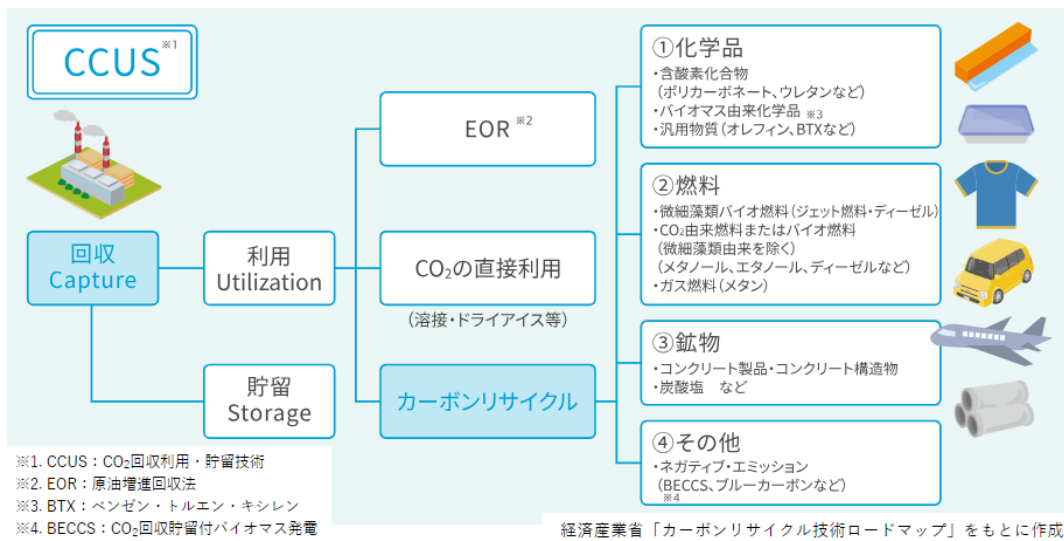 CCUS※1
回収
Capture
利用
Utilization
貯留
Storage
EOR ※2
CO₂の直接利用
(溶接・ドライアイス等)
カーボンリサイクル
①化学品
・含酸素化合物
(ポリカーボネート、ウレタンなど)
・バイオマス由来化学品 ※3
・汎用物質(オレフィン、BTXなど)
②燃料
・微細藻類バイオ燃料(ジェット燃料・ディーゼル)
・CO₂由来燃料またはバイオ燃料
(微細藻類由来を除く)
(メタノール、エタノール、ディーゼルなど)
・ガス燃料(メタン)
③鉱物
・コンクリート製品・コンクリート構造物
・炭酸塩 など
④その他
・ネガティブ・エミッション
(BECCS、ブルーカーボンなど)
※4
※1. CCUS:CO₂回収利用・貯留技術
※2. EOR:原油増進回収法
※3. BTX:ベンゼン・トルエン・キシレン
※4. BECCS:CO₂回収貯留付バイオマス発電
経済産業省「カーボンリサイクル技術ロードマップ」をもとに作成